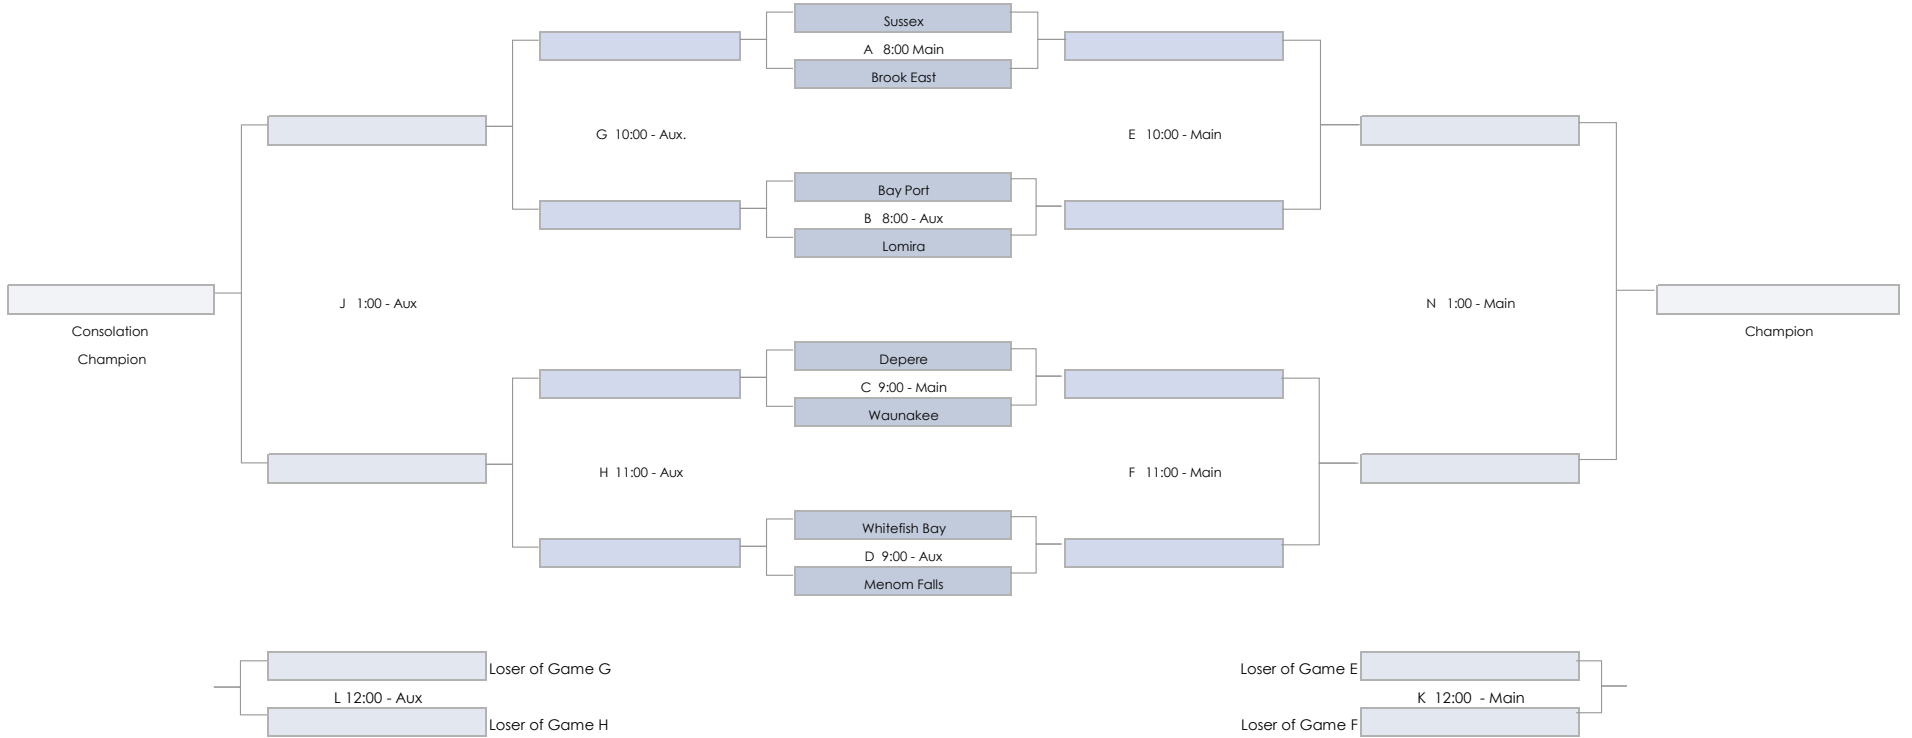 Sussex
A 8:00 Main
Brook East
G 10:00 - Aux.
E 10:00 - Main
Bay Port
B 8:00 - Aux
Lomira
J 1:00 - Aux
N 1:00 - Main
Consolation
Champion
Champion
Depere
C 9:00 - Main
Waunakee
H 11:00 - Aux
F 11:00 - Main
Whitefish Bay
D 9:00 - Aux
Menom Falls
Loser of Game G
L 12:00 - Aux
Loser of Game H
Loser of Game E
K 12:00 - Main
Loser of Game F